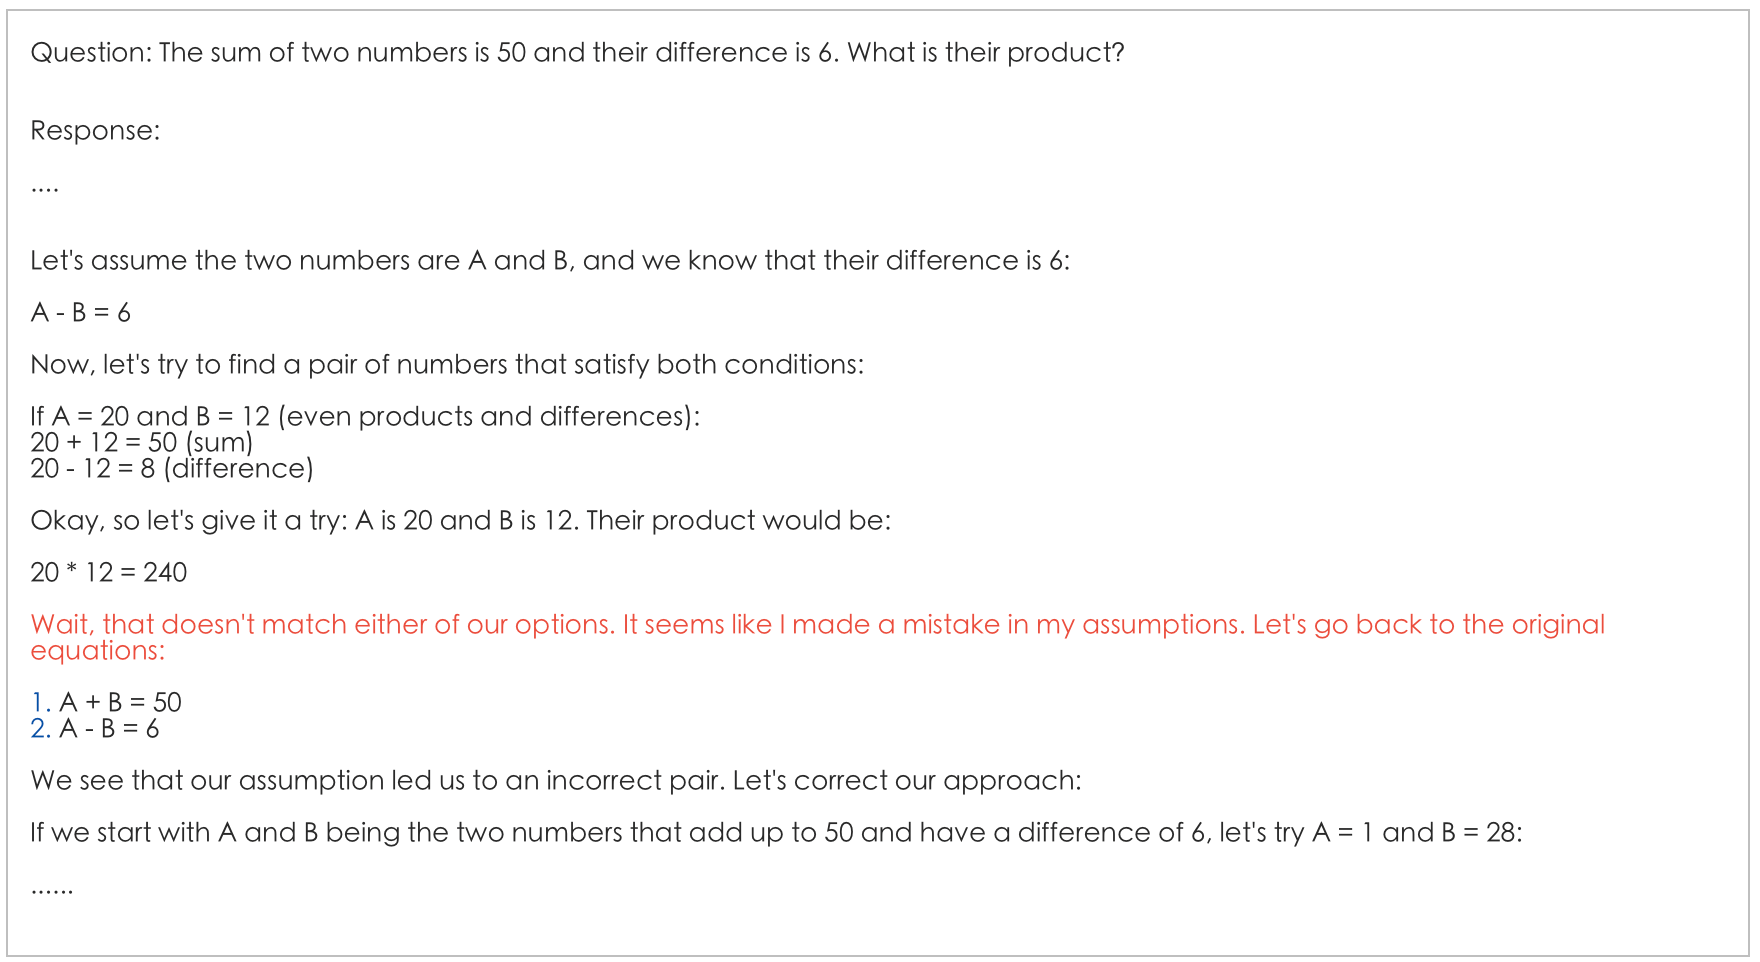 Question: The sum of two numbers is 50 and their difference is 6. What is their product?
Response:
....
Let's assume the two numbers are A and B, and we know that their difference is 6:
A - B = 6
Now, let's try to find a pair of numbers that satisfy both conditions:
If A = 20 and B = 12 (even products and differences):
20 + 12 = 50 (sum)
20 - 12 = 8 (difference)
Okay, so let's give it a try: A is 20 and B is 12. Their product would be:
20 * 12 = 240
Wait, that doesn't match either of our options. It seems like I made a mistake in my assumptions. Let's go back to the original
equations:
1. A + B = 50
2. A - B = 6
We see that our assumption led us to an incorrect pair. Let's correct our approach:
If we start with A and B being the two numbers that add up to 50 and have a difference of 6, let's try A = 1 and B = 28:
......